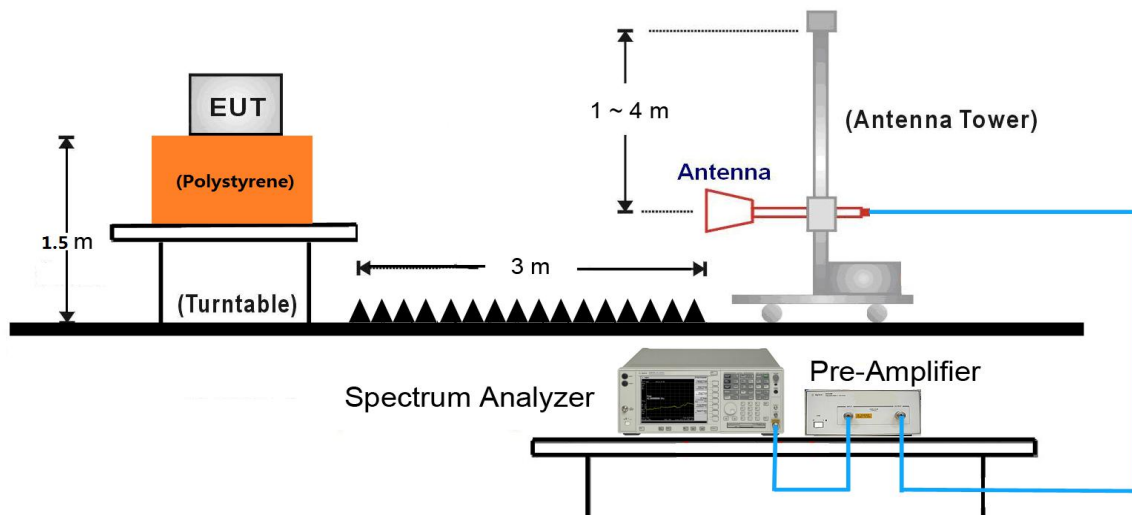 EUT
(Polystyrene)
1.5 m
(Turntable)
3 m
1 ~ 4 m
Antenna
(Antenna Tower)
Spectrum Analyzer
Pre-Amplifier